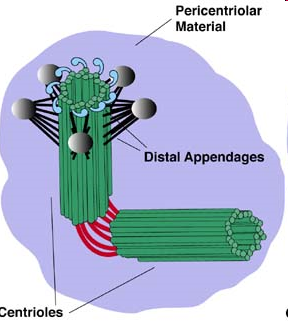 Pericentriolar
Material
Distal Appendages
Centrioles